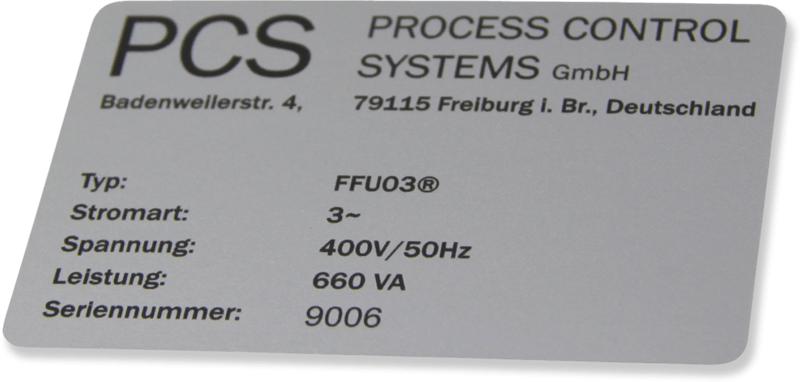 PCS PROCESS CONTROL
SYSTEMS GmbH
Badenweilerstr. 4, 79115 Freiburg i. Br., Deutschland
Typ: FFU03®
Stromart: 3~
Spannung: 400V/50Hz
Leistung: 660 VA
Seriennummer: 9006